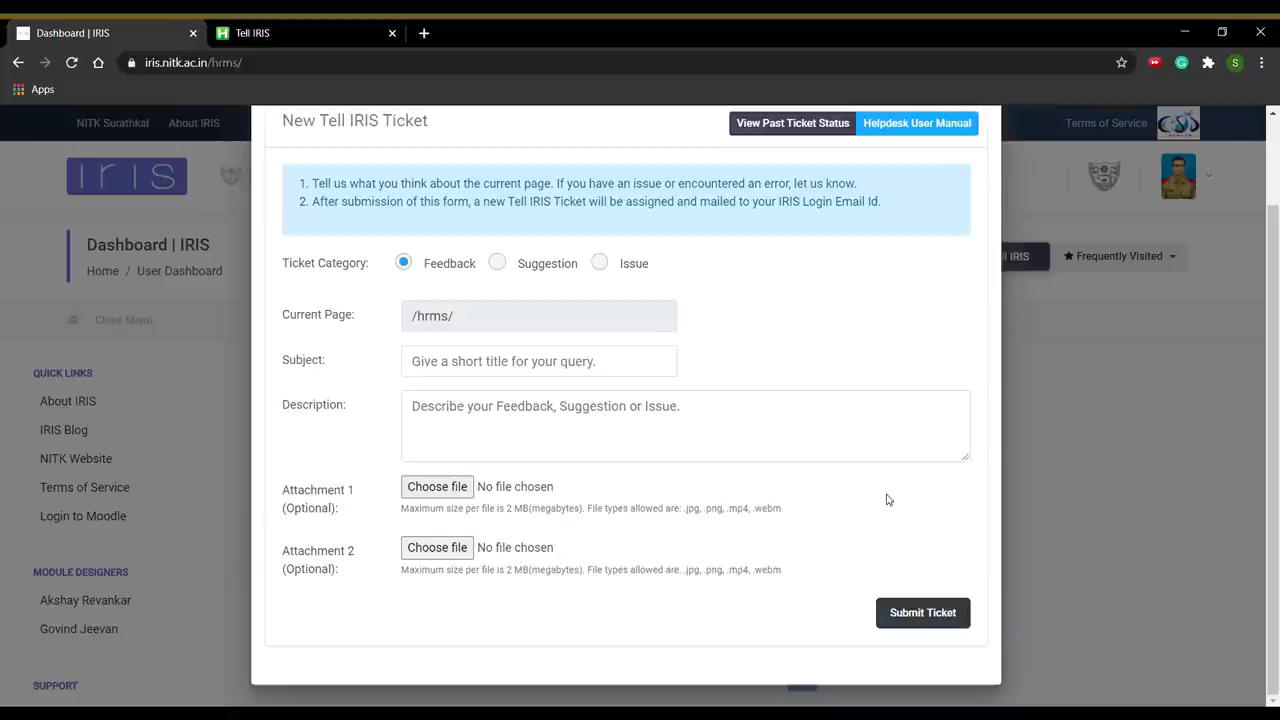 Dashboard | IRIS
Tell IRIS
iris.nitk.ac.in/hrms/
S
Apps
NITK Surathkal
About IRIS
Terms of Service
iris
Dashboard | IRIS
Home / User Dashboard
ll IRIS
Frequently Visited
Close Menu
QUICK LINKS
About IRIS
IRIS Blog
NITK Website
Terms of Service
Login to Moodle
MODULE DESIGNERS
Akshay Revankar
Govind Jeevan
SUPPORT
New Tell IRIS Ticket
View Past Ticket Status
Helpdesk User Manual
1. Tell us what you think about the current page. If you have an issue or encountered an error, let us know.
2. After submission of this form, a new Tell IRIS Ticket will be assigned and mailed to your IRIS Login Email Id.
Ticket Category: Feedback Suggestion Issue
Current Page: /hrms/
Subject: Give a short title for your query.
Description: Describe your Feedback, Suggestion or Issue.
Attachment 1
(Optional):
Choose file No file chosen
Maximum size per file is 2 MB(megabytes). File types allowed are: .jpg, .png, .mp4, .webm
Attachment 2
(Optional):
Choose file No file chosen
Maximum size per file is 2 MB(megabytes). File types allowed are: .jpg, .png, .mp4, .webm
Submit Ticket